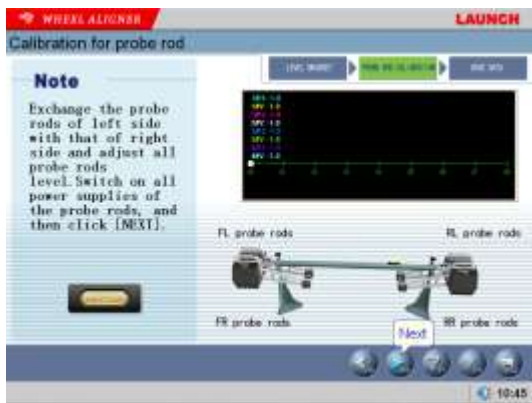 WHEEL ALIGNER
LAUNCH
Calibration for probe rod
Note
Exchange the probe
rods of left side
with that of right
side and adjust all
probe rods
level.Switch on all
power supplies of
the probe rods, and
then click [NEXT].
FL probe rods
RL probe rods
FR probe rods
RR probe rods
Next
10:45